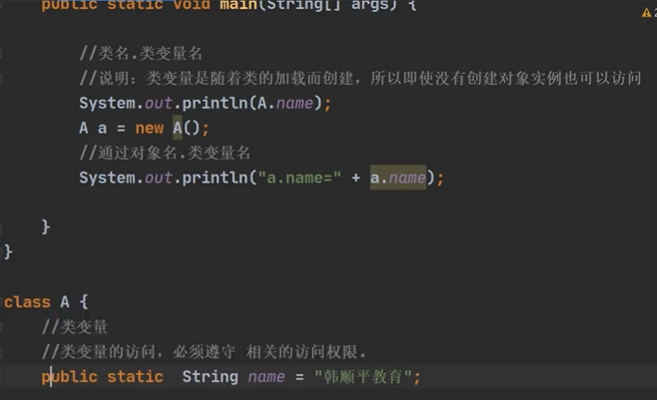 public static void main(String[] args) {
//类名.类变量名
//说明：类变量是随着类的加载而创建，所以即使没有创建对象实例也可以访问
System.out.println(A.name);
A a = new A();
//通过对象名.类变量名
System.out.println("a.name=" + a.name);
}
}
class A {
//类变量
//类变量的访问，必须遵守 相关的访问权限.
public static  String name = "韩顺平教育";